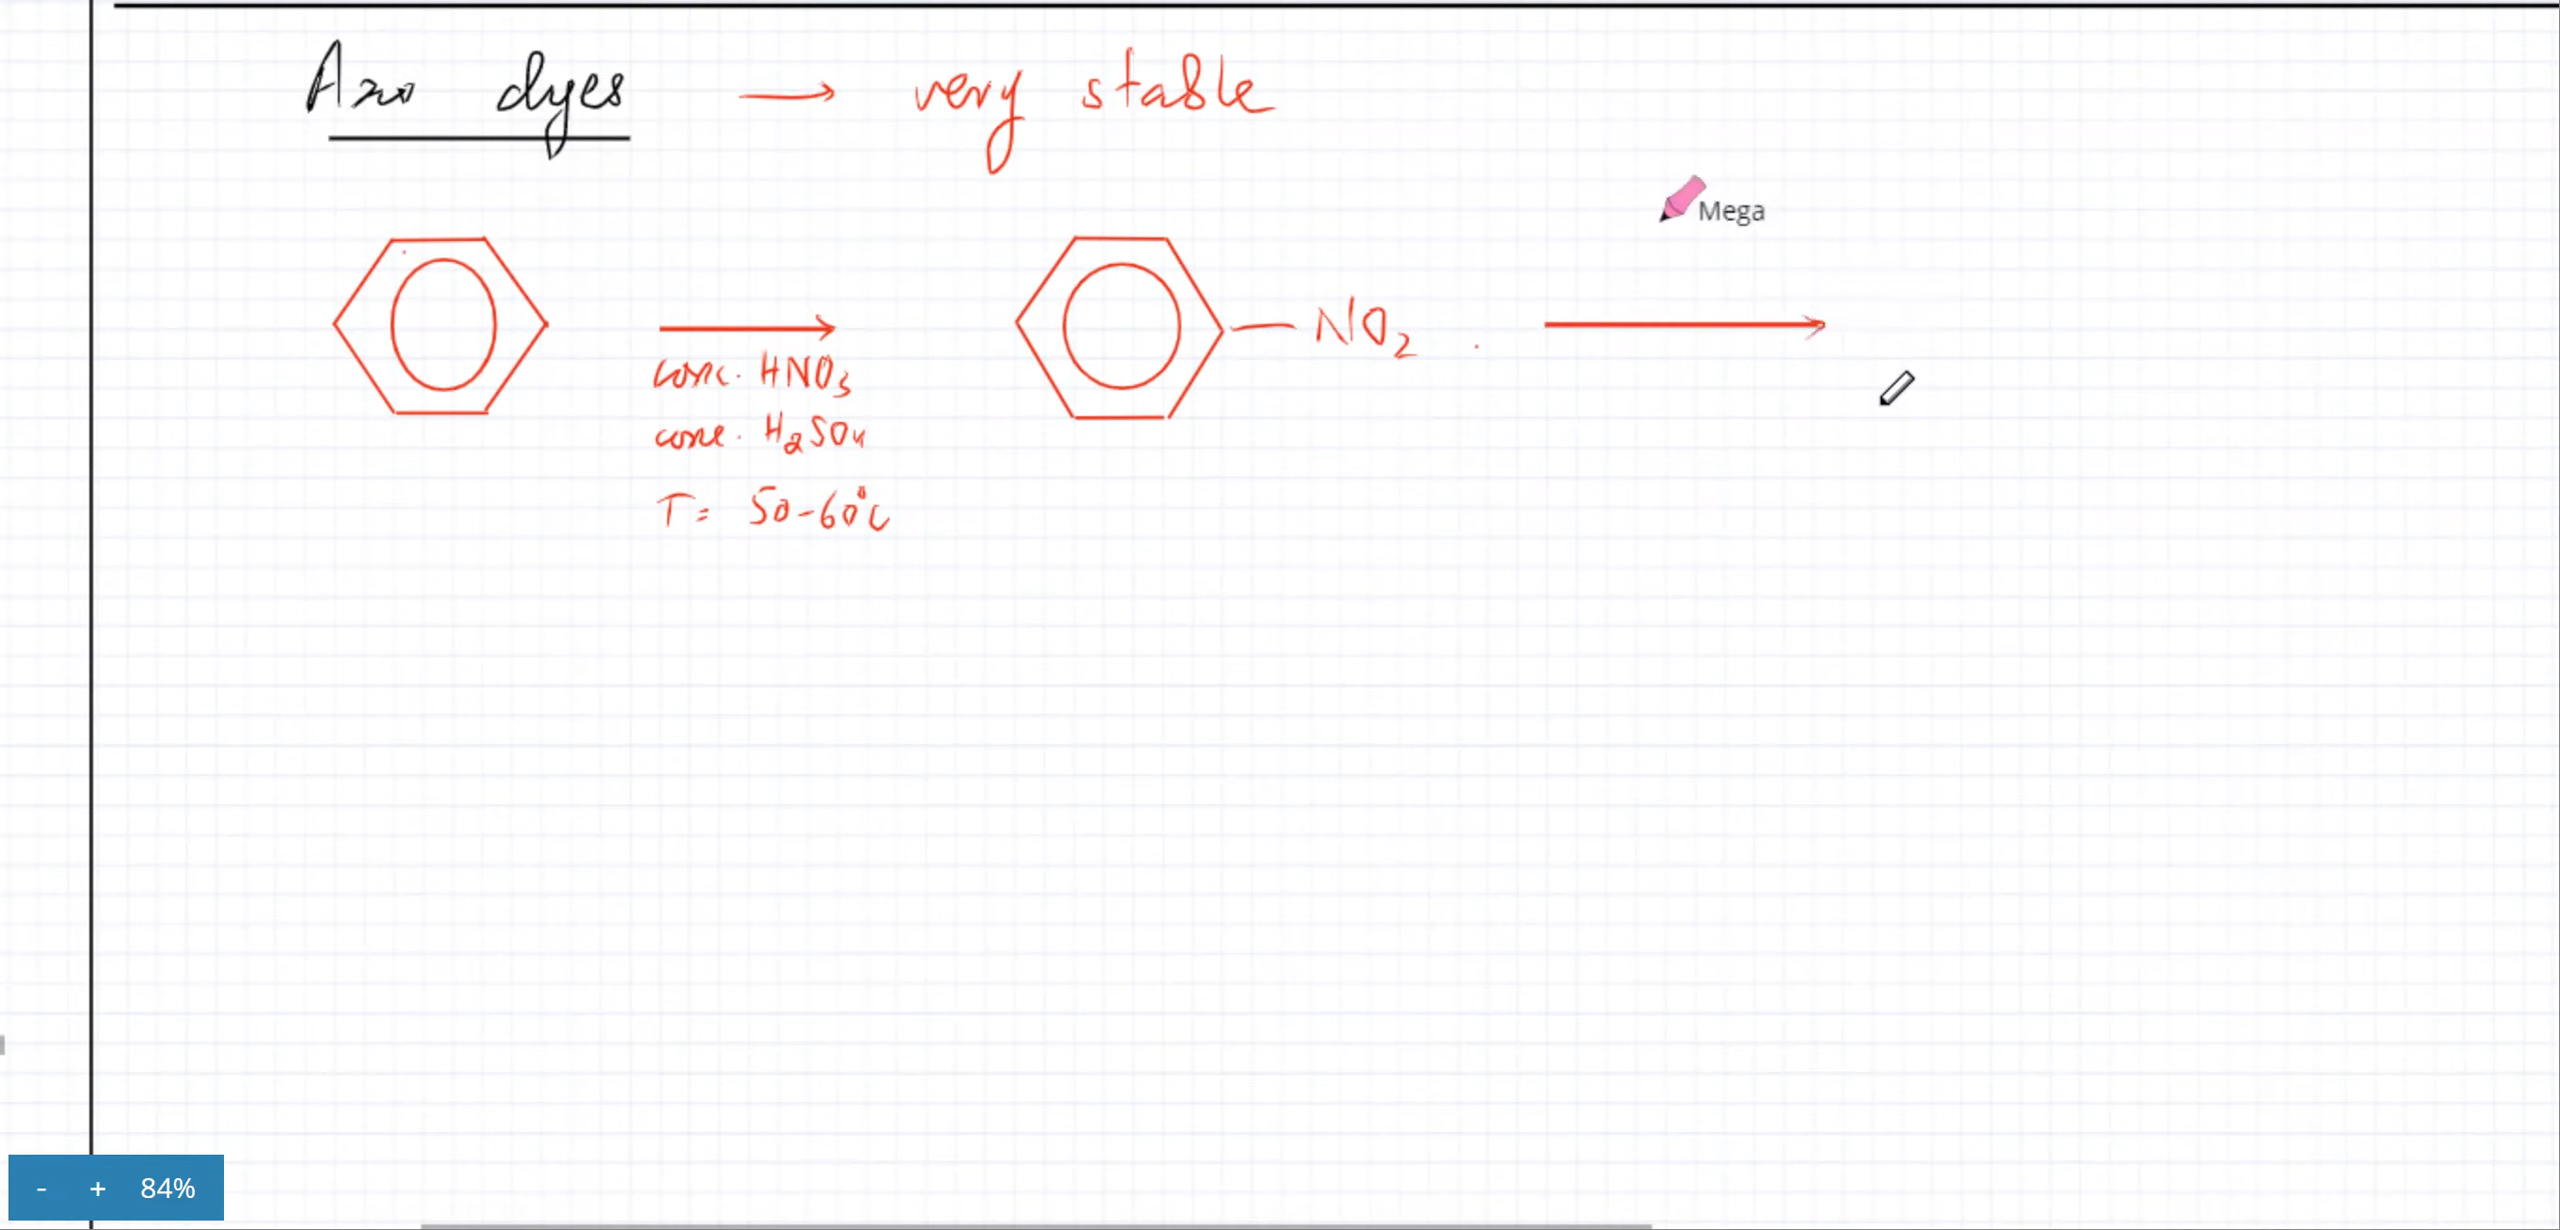 Azo dyes → very stable
Mega
NO2
conc. HNO3
conc. H2SO4
T= 50-60°C
- + 84%